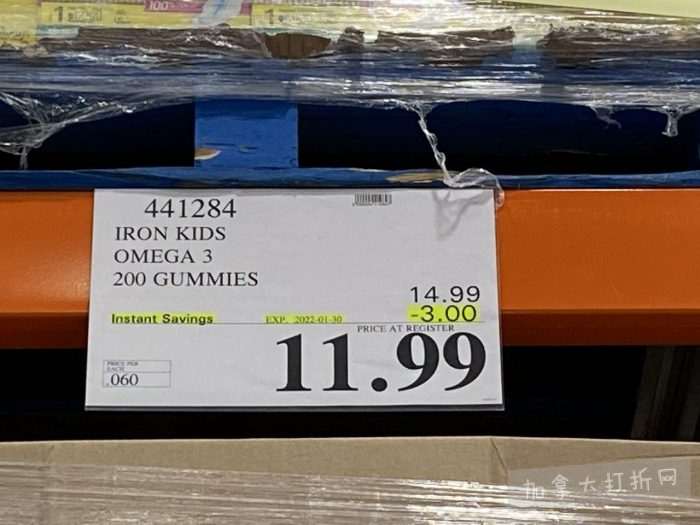 100%
441284
IRON KIDS
OMEGA 3
200 GUMMIES
14.99
-3.00
Instant Savings EXP. 2022-01-30
PRICE AT REGISTER
11.99
PRICE PER
EACH
.060
加拿大打折网